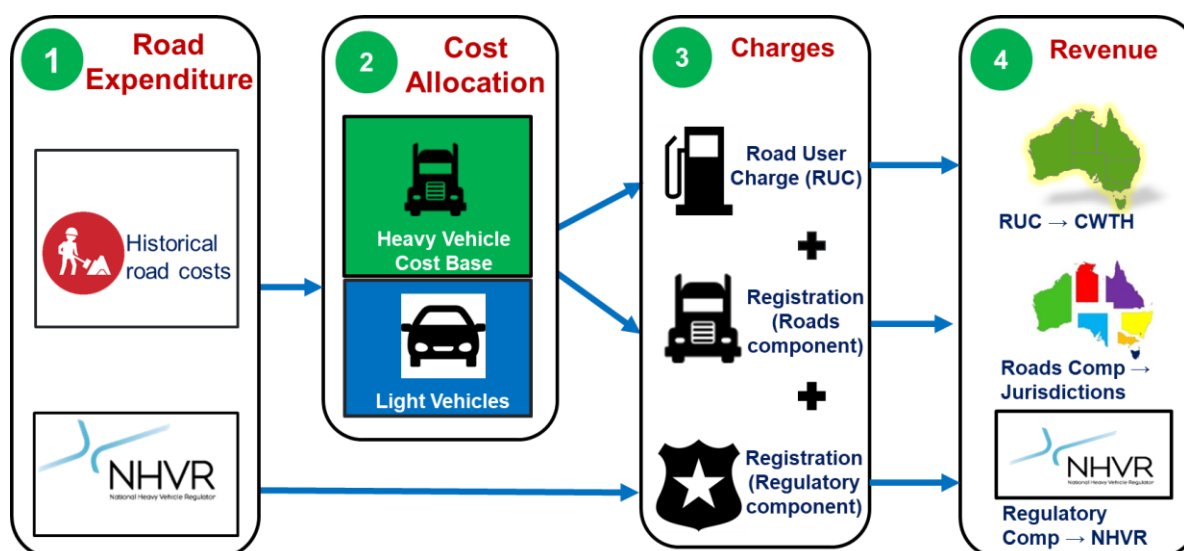 1
Road
Expenditure
Historical
road costs
NHVR
National Heavy Vehicle Regulator
2
Cost
Allocation
Heavy Vehicle
Cost Base
Light Vehicles
3
Charges
Road User
Charge (RUC)
+
Registration
(Roads
component)
+
Registration
(Regulatory
component)
4
Revenue
RUC → CWTH
Roads Comp →
Jurisdictions
NHVR
National Heavy Vehicle Regulator
Regulatory
Comp → NHVR